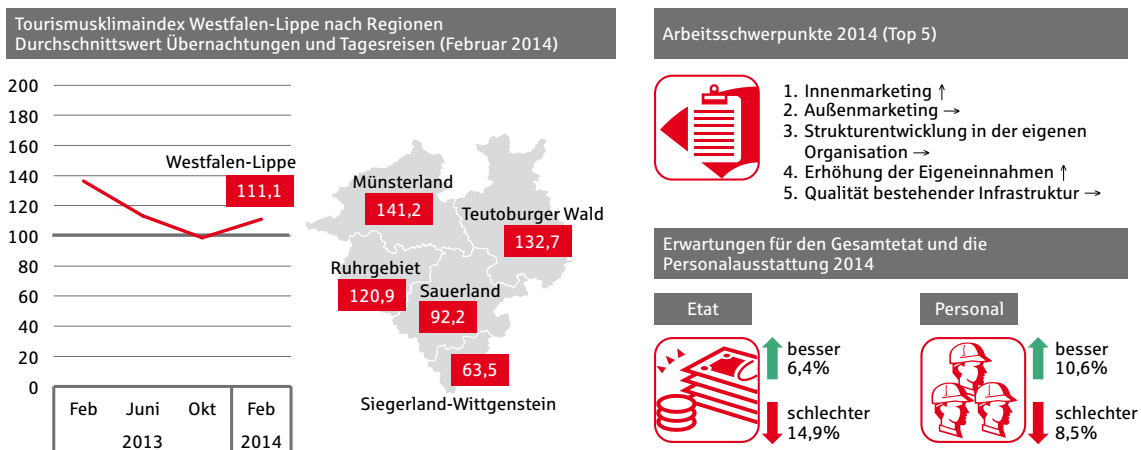 Tourismusklimaindex Westfalen-Lippe nach Regionen
Durchschnittswert Übernachtungen und Tagesreisen (Februar 2014)
200
180
160
140
120
100
80
60
40
20
0
Westfalen-Lippe
111,1
Feb Juni Okt Feb
2013 2014
Münsterland
141,2
Teutoburger Wald
132,7
Ruhrgebiet
120,9
Sauerland
92,2
63,5
Siegerland-Wittgenstein
Arbeitsschwerpunkte 2014 (Top 5)
1. Innenmarketing ↑
2. Außenmarketing →
3. Strukturentwicklung in der eigenen
Organisation →
4. Erhöhung der Eigeneinnahmen ↑
5. Qualität bestehender Infrastruktur →
Erwartungen für den Gesamtetat und die
Personalausstattung 2014
Etat
besser
6,4%
schlechter
14,9%
Personal
besser
10,6%
schlechter
8,5%